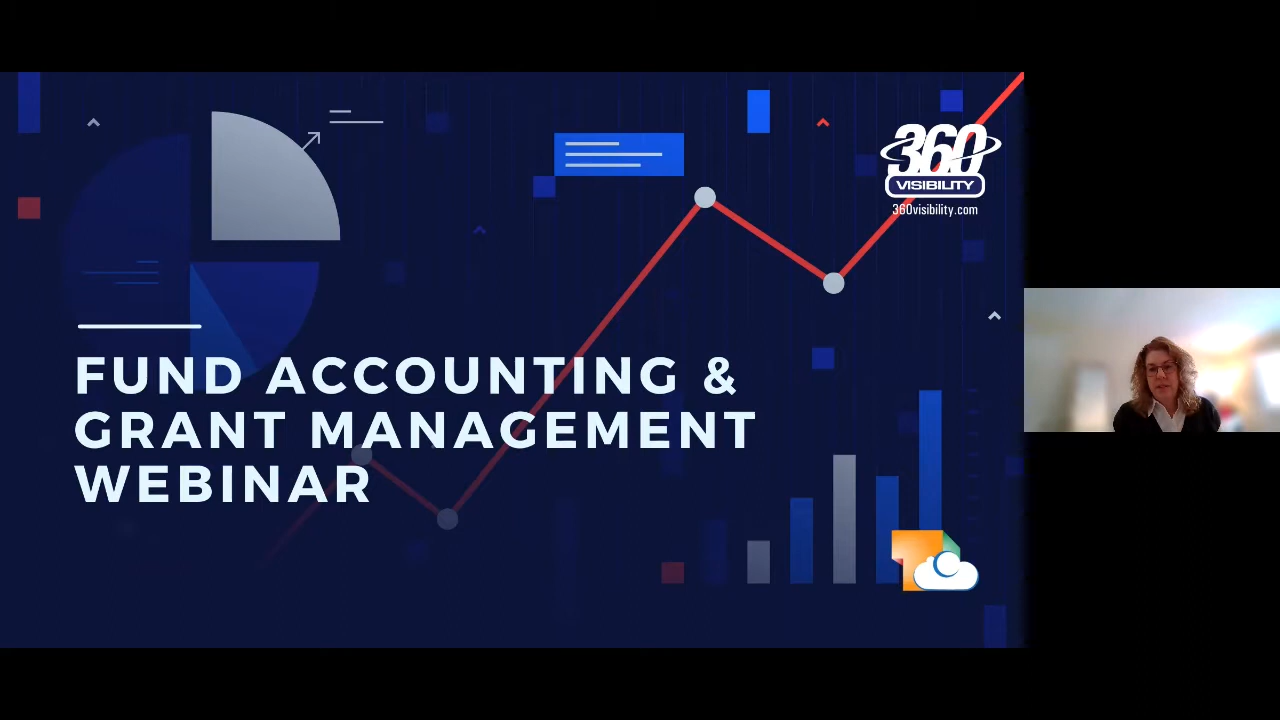 360
VISIBILITY
360visibility.com
FUND ACCOUNTING &
GRANT MANAGEMENT
WEBINAR